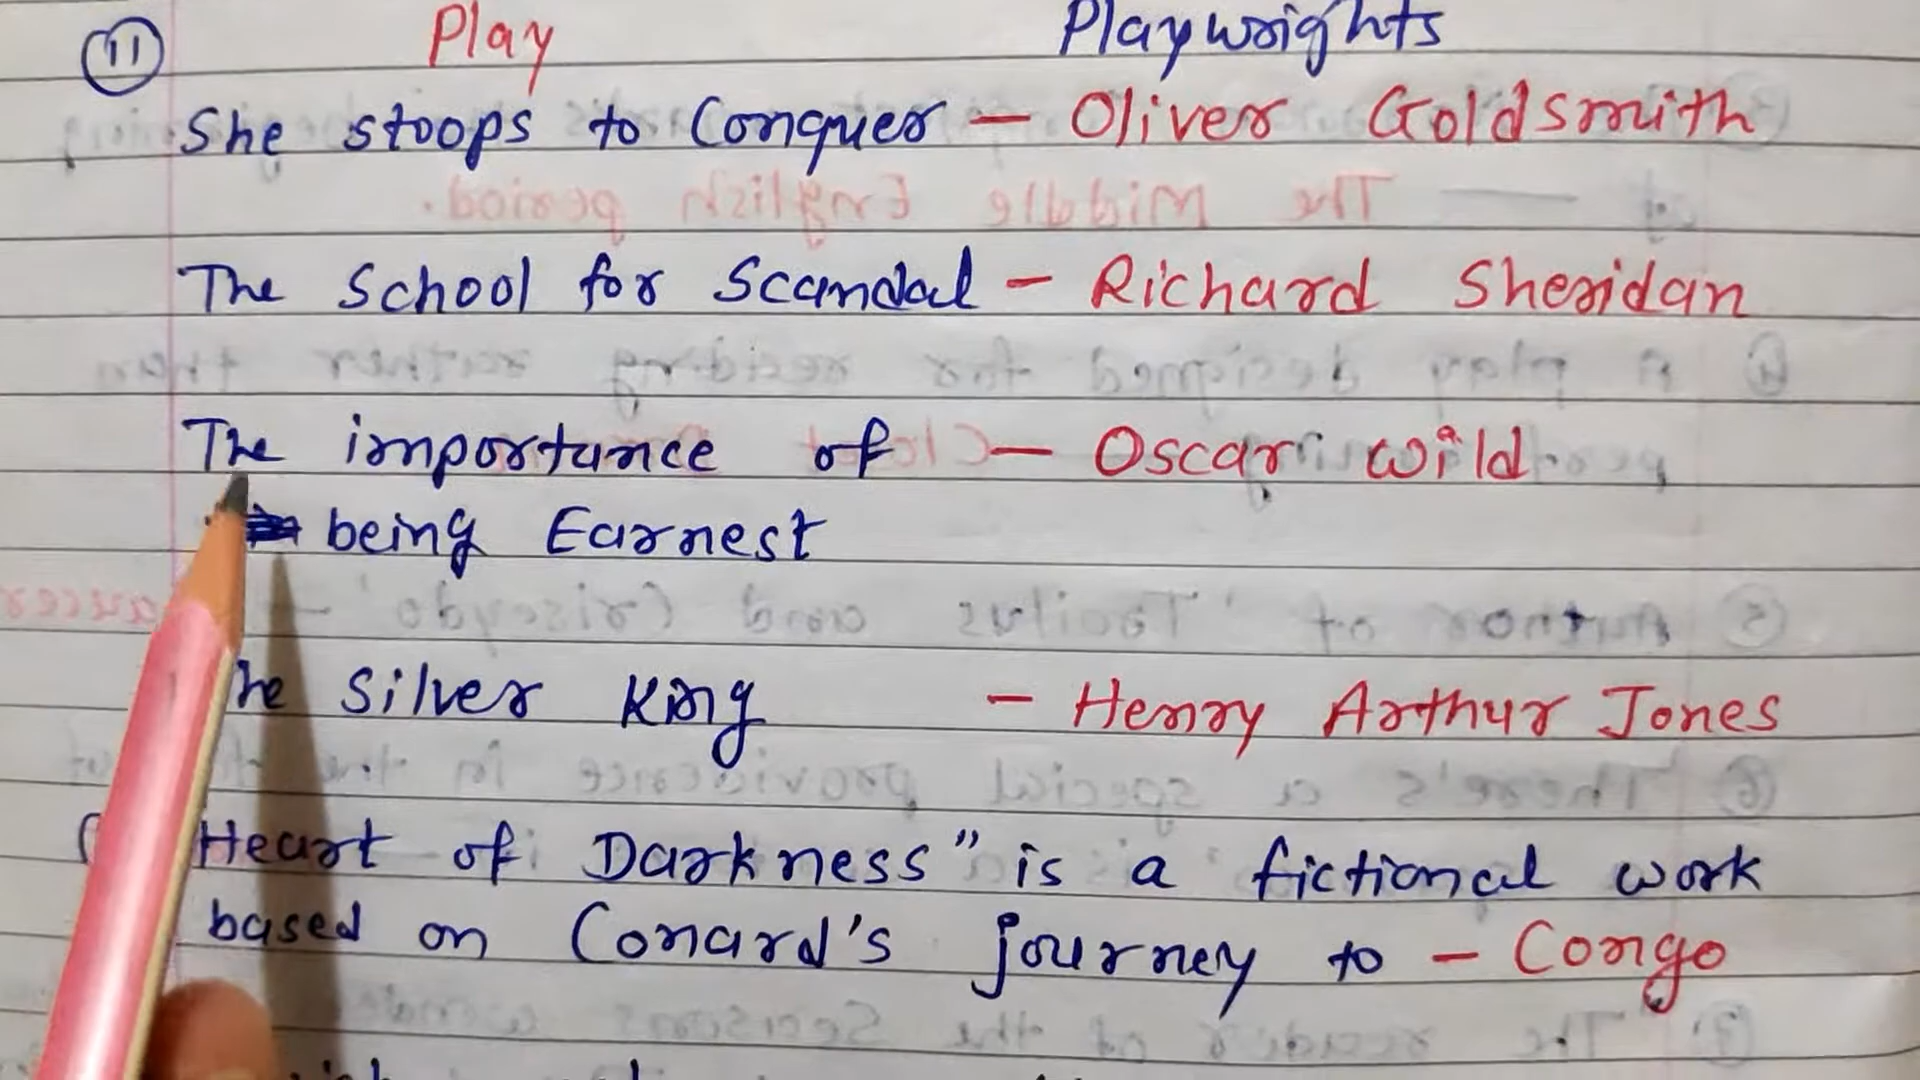 11 Play Playwrights
She stoops to Conquer — Oliver Goldsmith
The School for Scandal — Richard Sheridan
The importance of — Oscar wild
being Earnest
he Silver King — Henry Arthur Jones
Heart of Darkness" is a fictional work
based on Conard's journey to — Congo